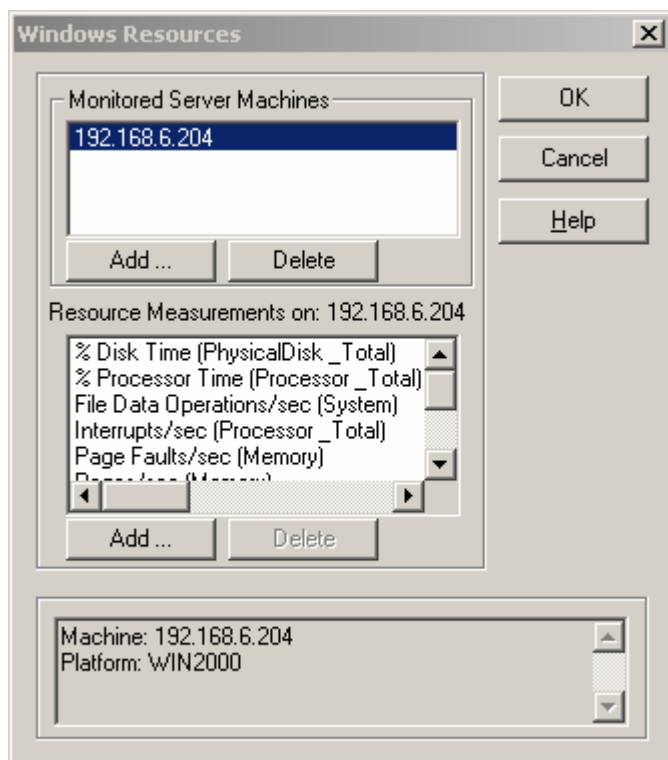 Windows Resources
Monitored Server Machines
192.168.6.204
Add ...
Delete
OK
Cancel
Help
Resource Measurements on: 192.168.6.204
% Disk Time (PhysicalDisk _Total)
% Processor Time (Processor _Total)
File Data Operations/sec (System)
Interrupts/sec (Processor _Total)
Page Faults/sec (Memory)
Add ...
Delete
Machine: 192.168.6.204
Platform: WIN2000